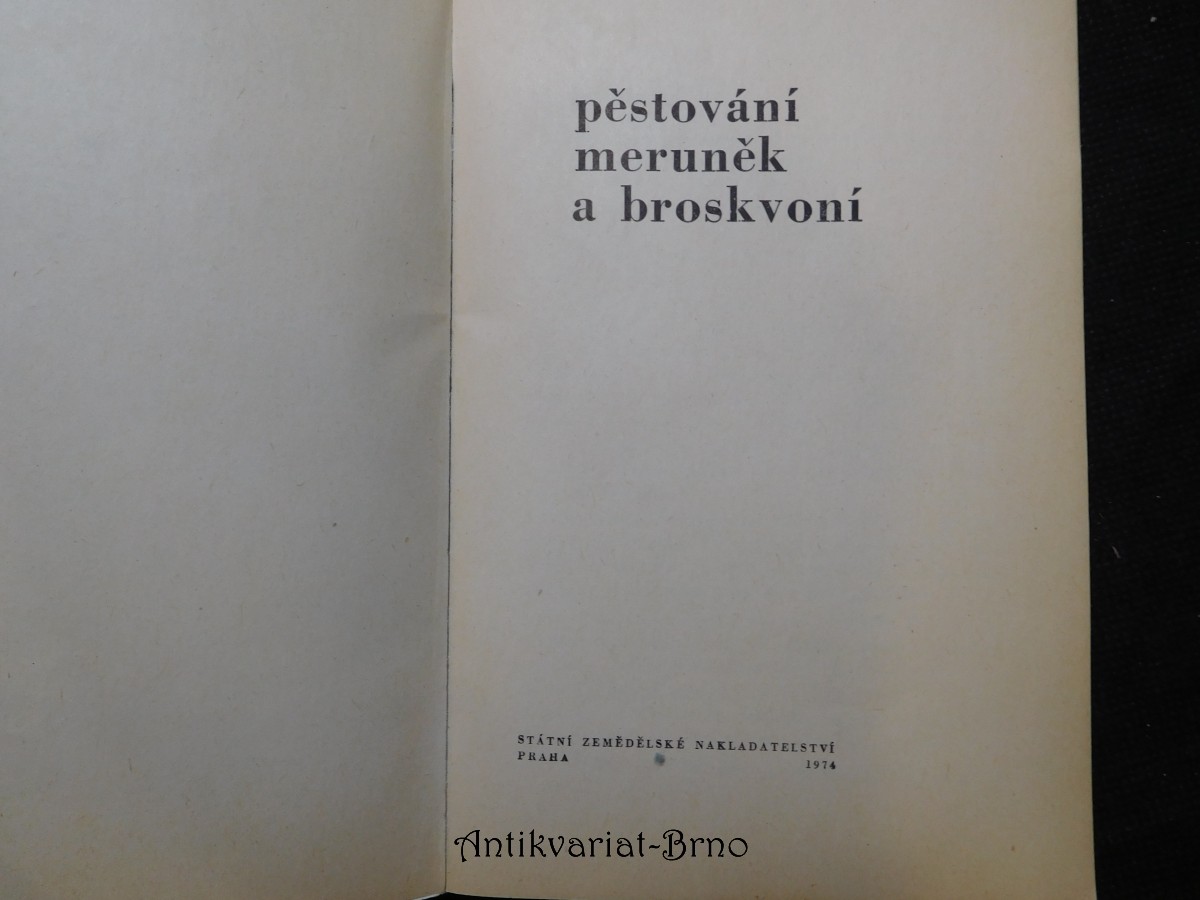 pěstování
meruněk
a broskvoní
STÁTNÍ ZEMĚDĚLSKÉ NAKLADATELSTVÍ
PRAHA 1974
Antikvariat-Brno